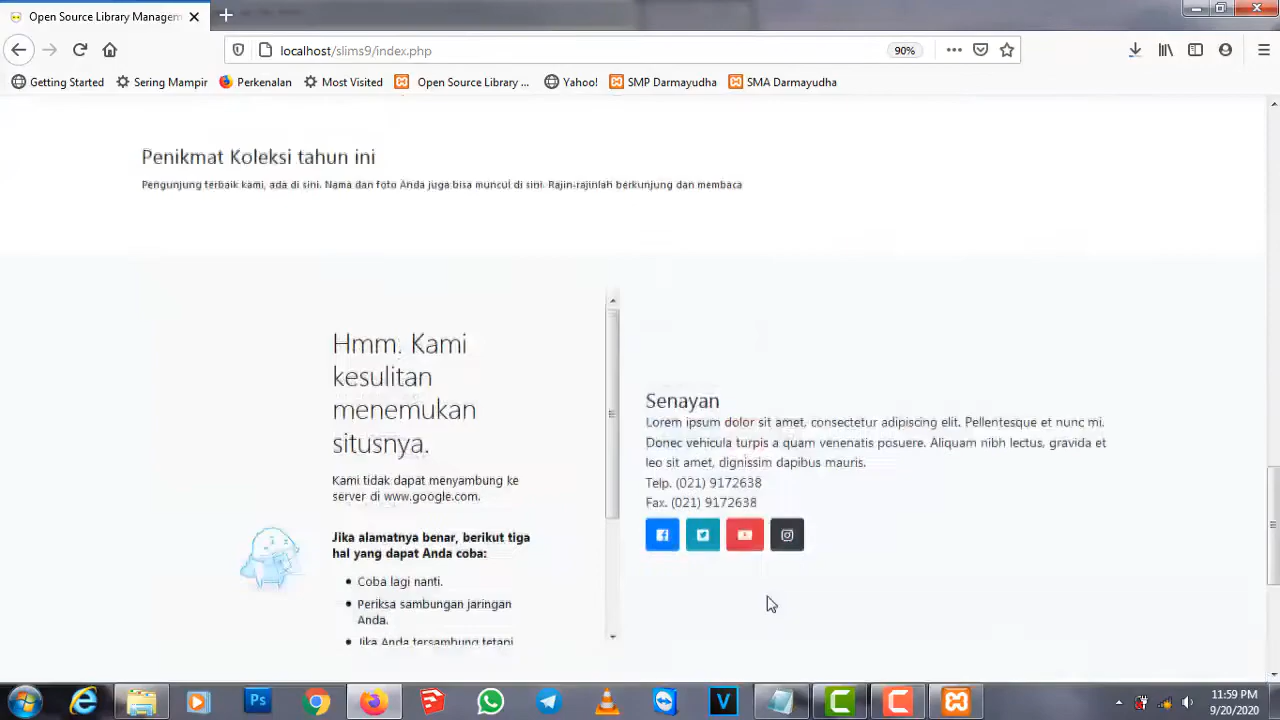 Open Source Library Managem
localhost/slims9/index.php
90%
Getting Started
Sering Mampir
Perkenalan
Most Visited
Open Source Library ...
Yahoo!
SMP Darmayudha
SMA Darmayudha
Penikmat Koleksi tahun ini
Pengunjung terbaik kami, ada di sini. Nama dan foto Anda juga bisa muncul di sini. Rajin-rajinlah berkunjung dan membaca
Hmm. Kami
kesulitan
menemukan
situsnya.
Kami tidak dapat menyambung ke
server di www.google.com.
Jika alamatnya benar, berikut tiga
hal yang dapat Anda coba:
Coba lagi nanti.
Periksa sambungan jaringan
Anda.
Jika Anda tersambung tetapi
Senayan
Lorem ipsum dolor sit amet, consectetur adipiscing elit. Pellentesque et nunc mi.
Donec vehicula turpis a quam venenatis posuere. Aliquam nibh lectus, gravida et
leo sit amet, dignissim dapibus mauris.
Telp. (021) 9172638
Fax. (021) 9172638
Ps
V
11:59 PM
9/20/2020